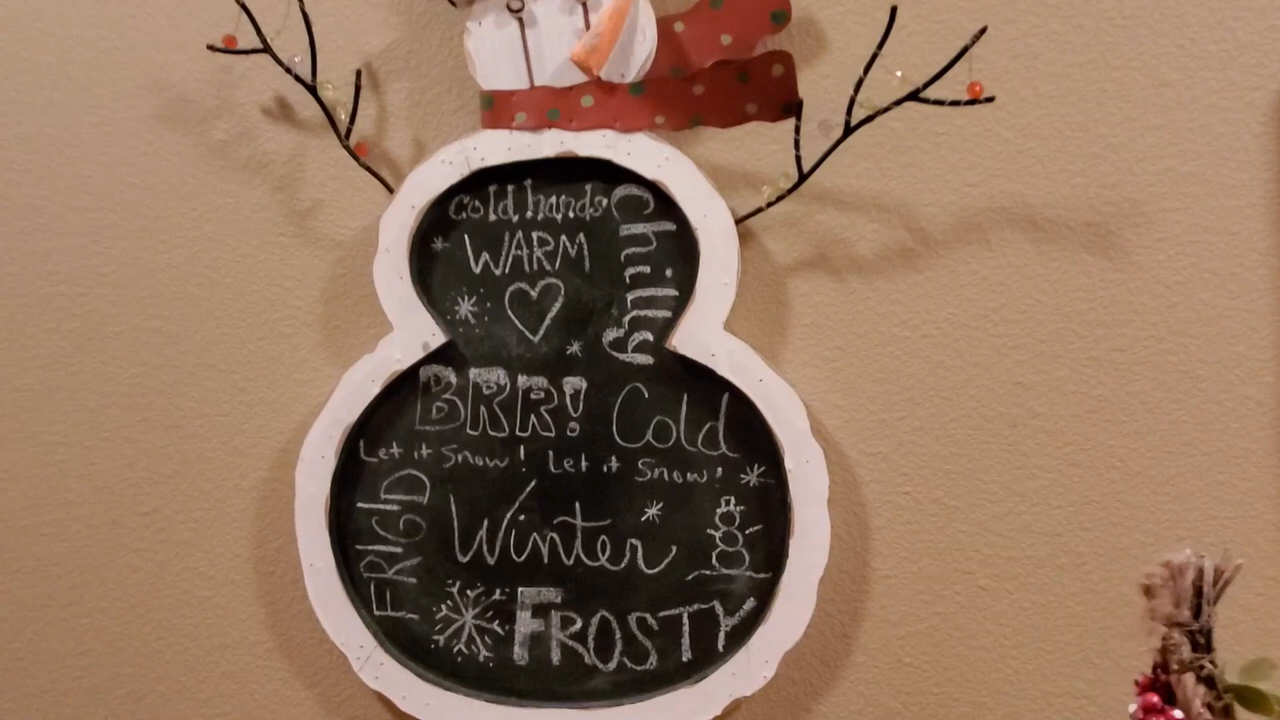 cold hands
WARM
Chilly
BRR! Cold
Let it Snow! Let it Snow!
FRIGID
Winter
FROSTY